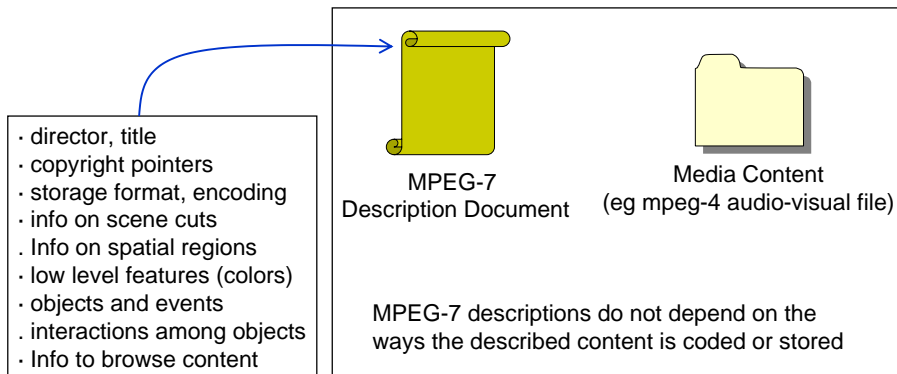 · director, title
· copyright pointers
· storage format, encoding
· info on scene cuts
. Info on spatial regions
· low level features (colors)
· objects and events
. interactions among objects
· Info to browse content
MPEG-7
Description Document
Media Content
(eg mpeg-4 audio-visual file)
MPEG-7 descriptions do not depend on the
ways the described content is coded or stored